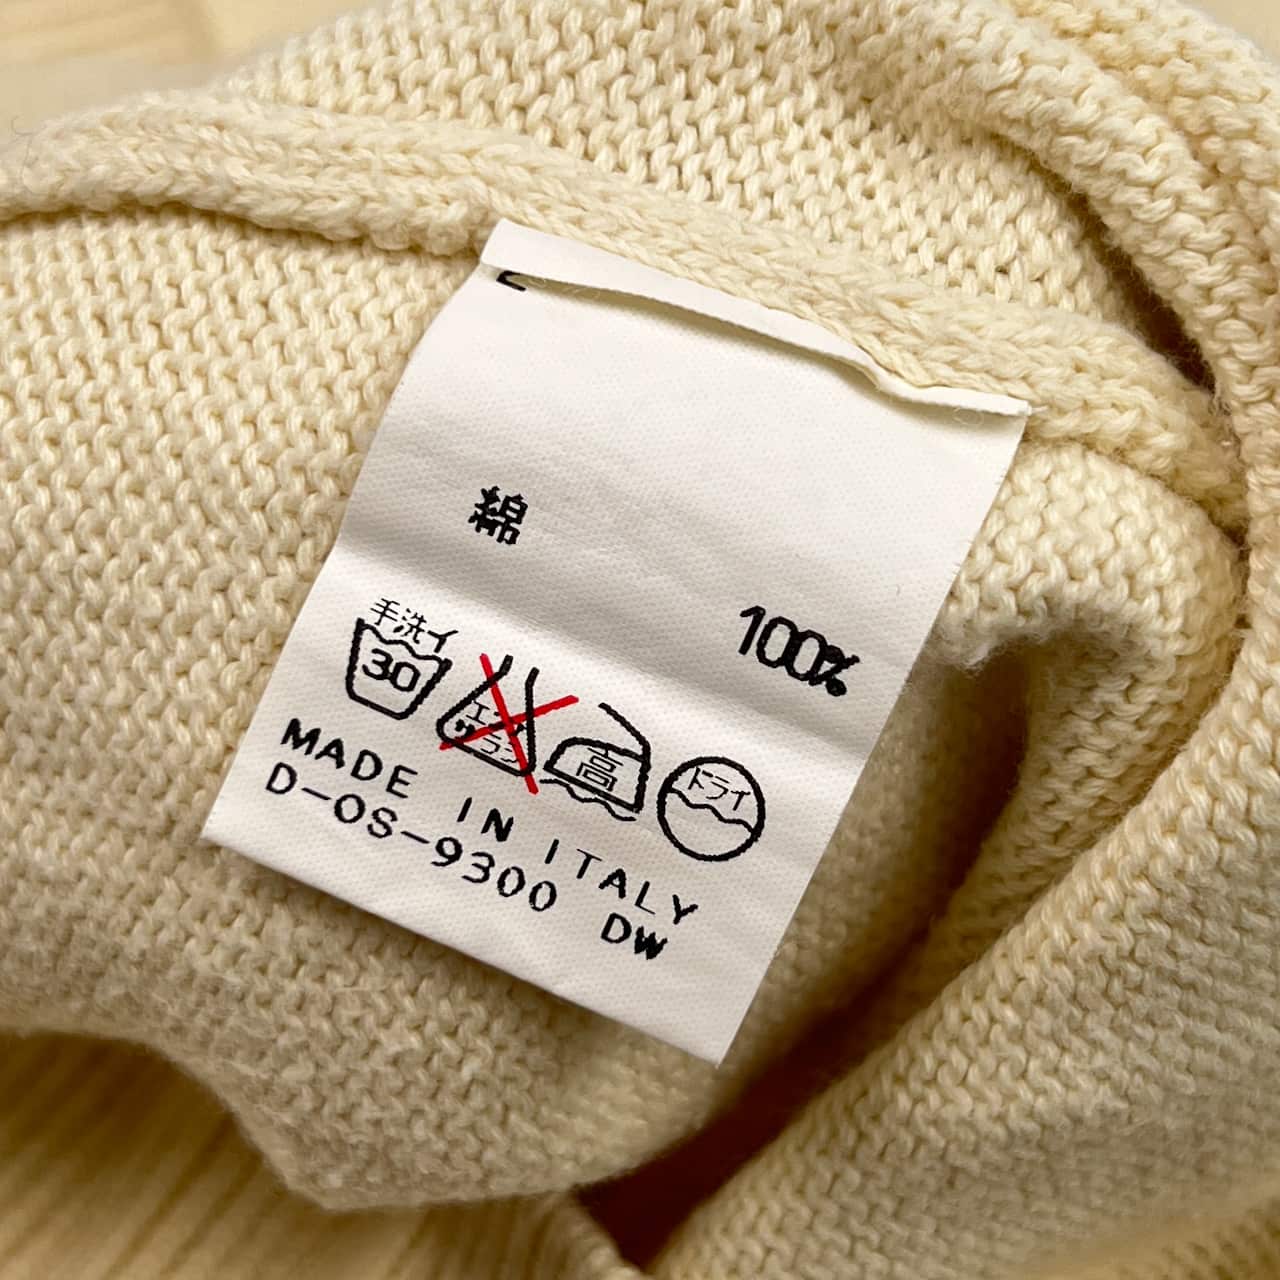 綿 100%
手洗イ
30
エンソ
サラシ
高
ドライ
MADE IN ITALY
D-OS-9300 DW